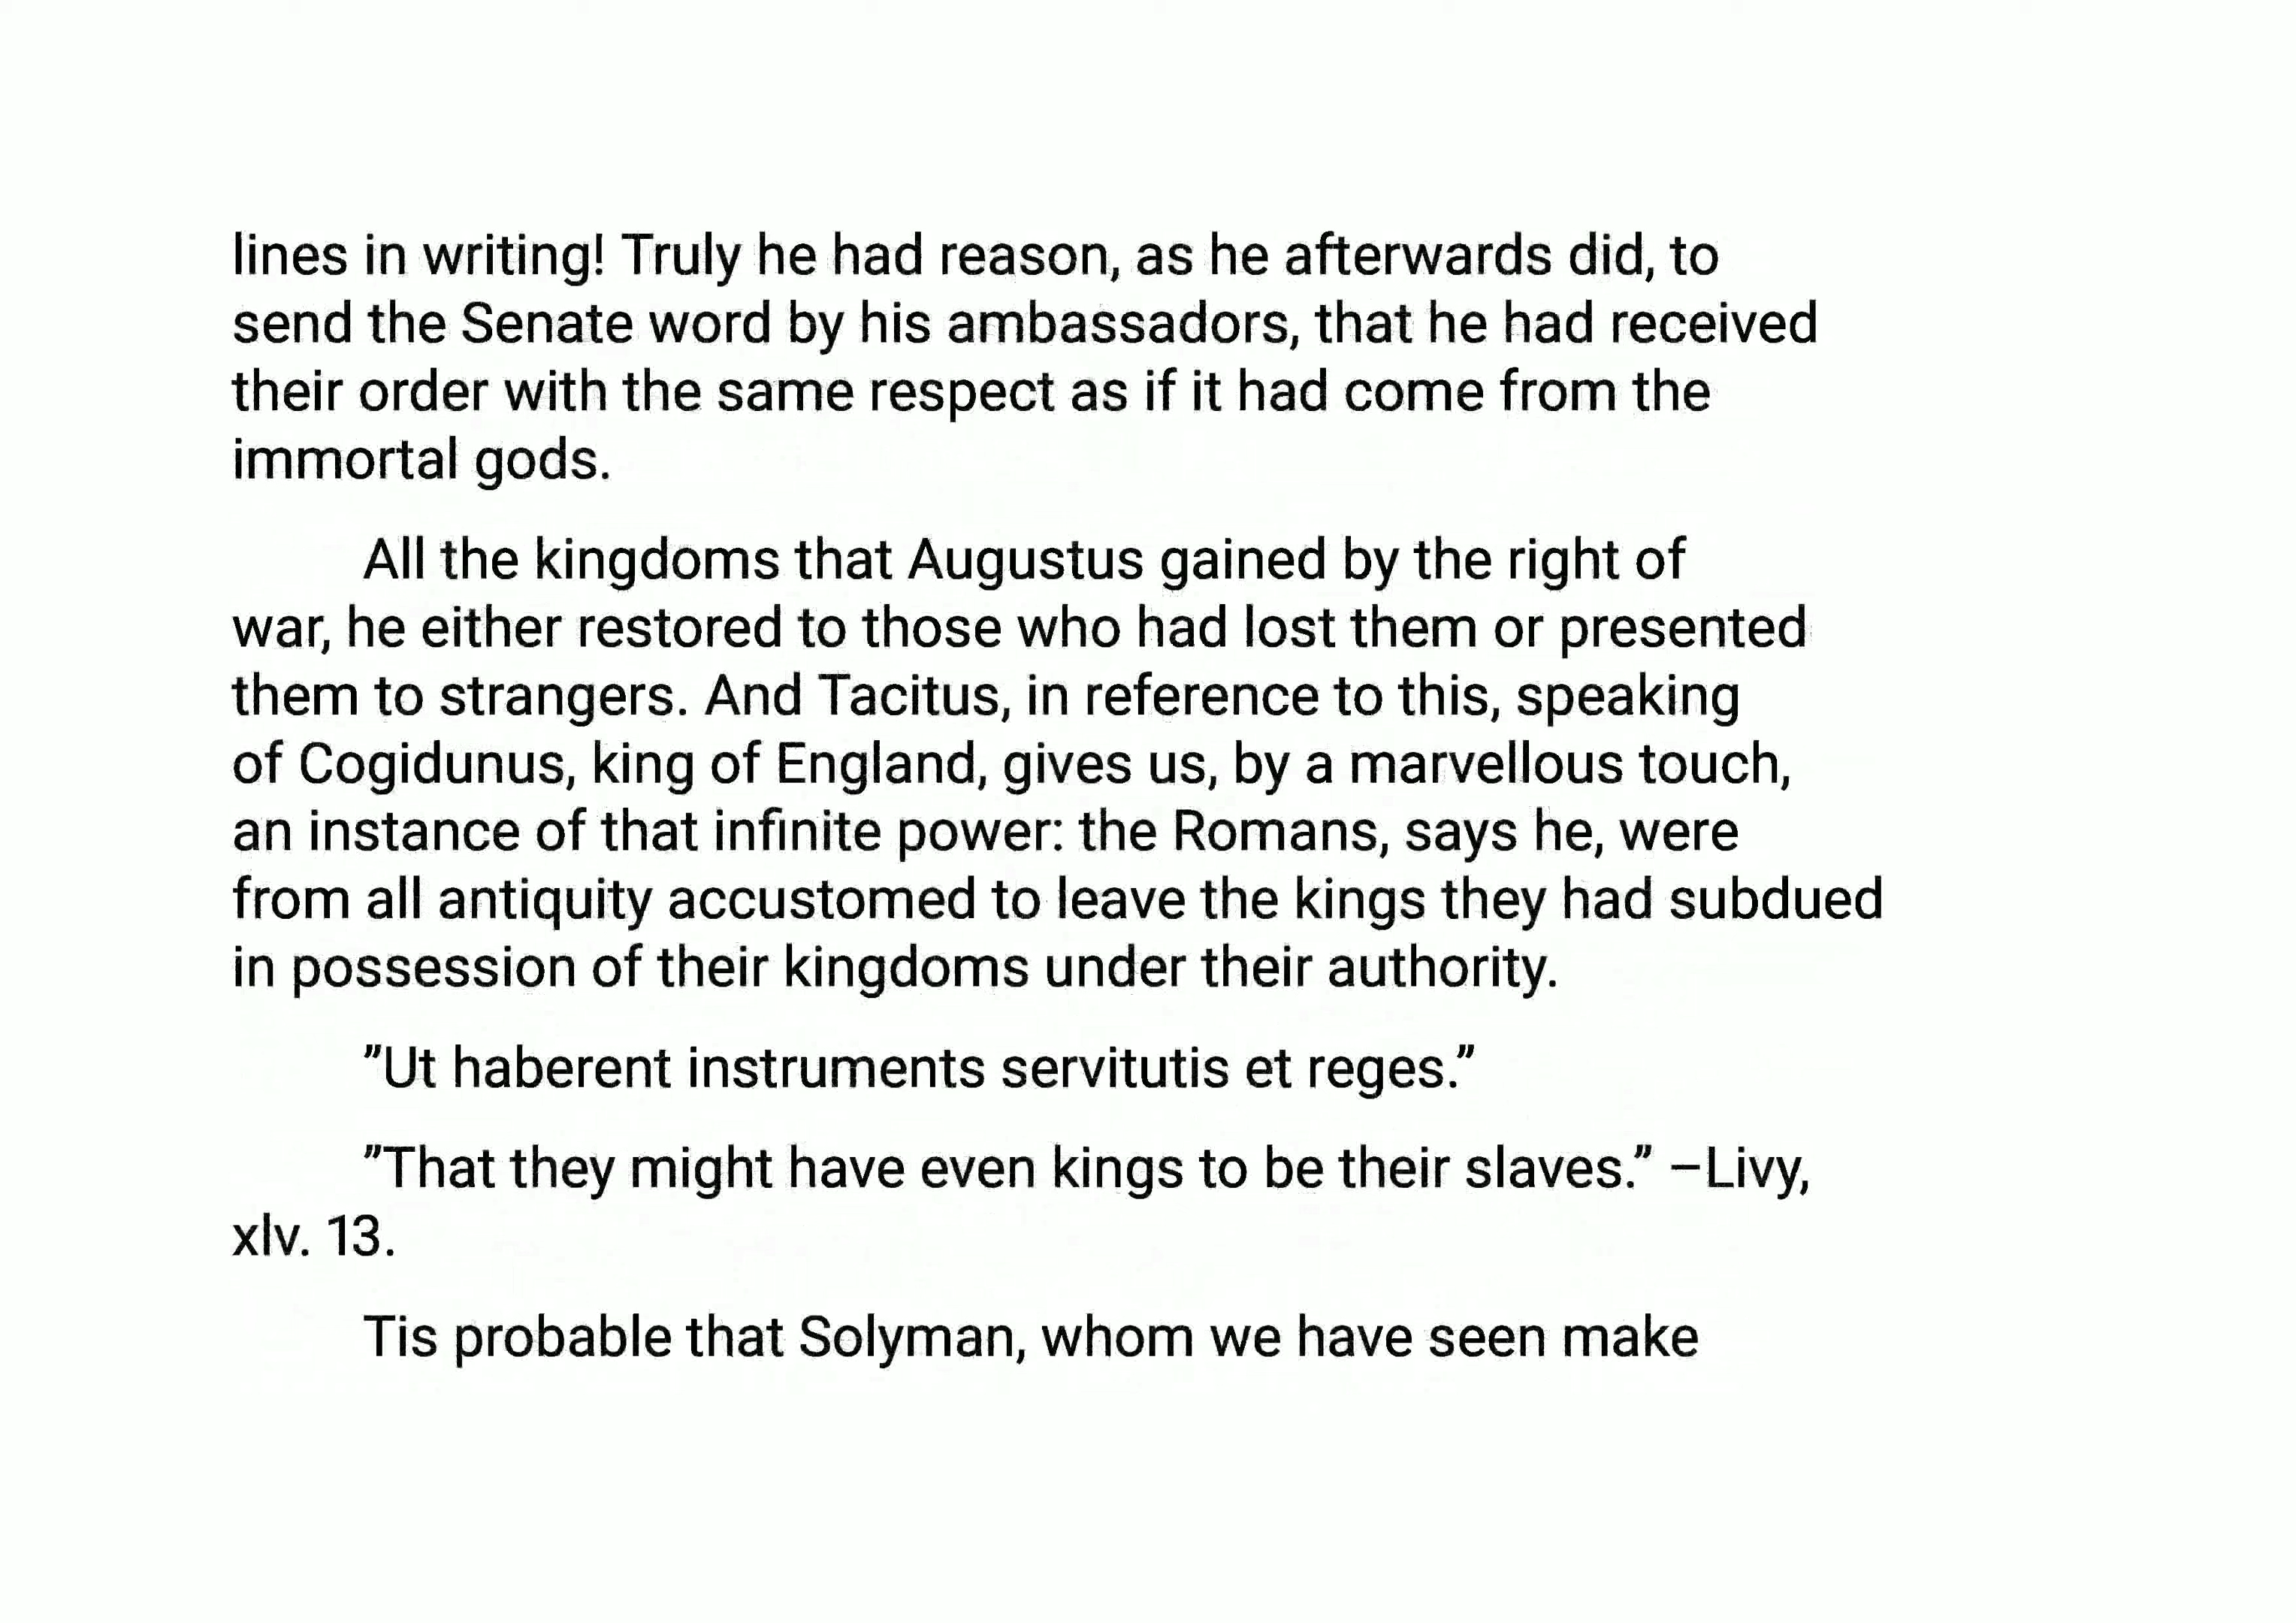 lines in writing! Truly he had reason, as he afterwards did, to
send the Senate word by his ambassadors, that he had received
their order with the same respect as if it had come from the
immortal gods.
All the kingdoms that Augustus gained by the right of
war, he either restored to those who had lost them or presented
them to strangers. And Tacitus, in reference to this, speaking
of Cogidunus, king of England, gives us, by a marvellous touch,
an instance of that infinite power: the Romans, says he, were
from all antiquity accustomed to leave the kings they had subdued
in possession of their kingdoms under their authority.
”Ut haberent instruments servitutis et reges.”
”That they might have even kings to be their slaves.” –Livy,
xlv. 13.
Tis probable that Solyman, whom we have seen make